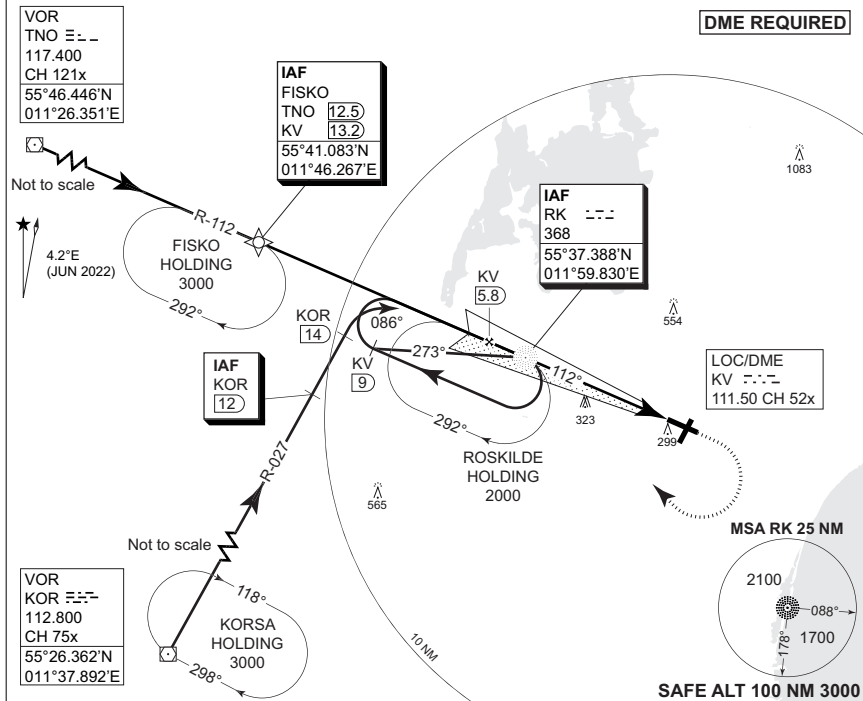 VOR
TNO
117.400
CH 121x
55°46.446'N
011°26.351'E
DME REQUIRED
IAF
FISKO
TNO 12.5
KV 13.2
55°41.083'N
011°46.267'E
Not to scale
R-112
1083
IAF
RK
368
55°37.388'N
011°59.830'E
4.2°E
(JUN 2022)
FISKO
HOLDING
3000
292°
KV
5.8
554
KOR
14
086°
273°
112°
KV
9
IAF
KOR
12
LOC/DME
KV
111.50 CH 52x
323
299
292°
ROSKILDE
HOLDING
2000
R-027
565
Not to scale
MSA RK 25 NM
2100
088°
1700
178°
VOR
KOR
112.800
CH 75x
55°26.362'N
011°37.892'E
118°
KORSA
HOLDING
3000
298°
10 NM
SAFE ALT 100 NM 3000